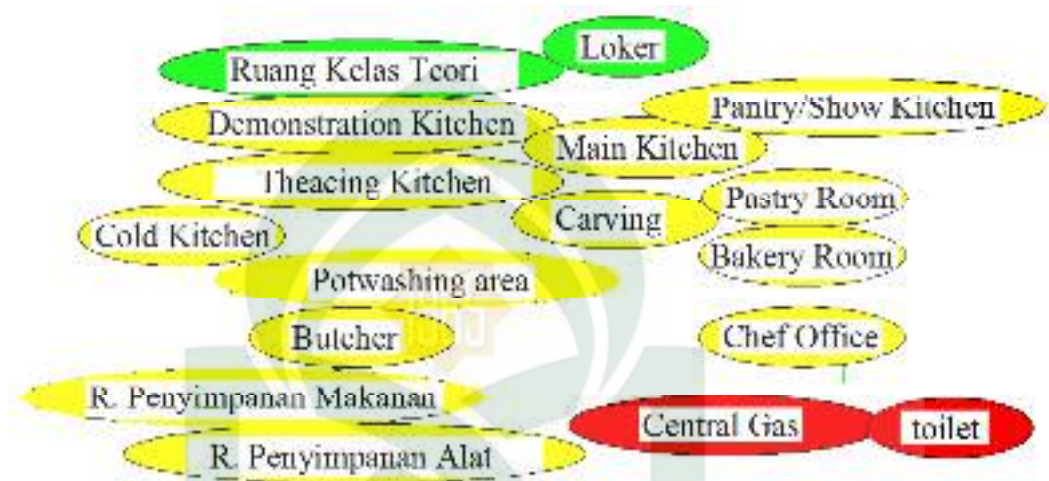 Loker
Ruang Kelas Teori
Pantry/Show Kitchen
Demonstration Kitchen
Main Kitchen
Theacing Kitchen
Pastry Room
Carving
Cold Kitchen
Bakery Room
Potwashing area
Butcher
Chef Office
R. Penyimpanan Makanan
Central Gas
toilet
R. Penyimpanan Alat